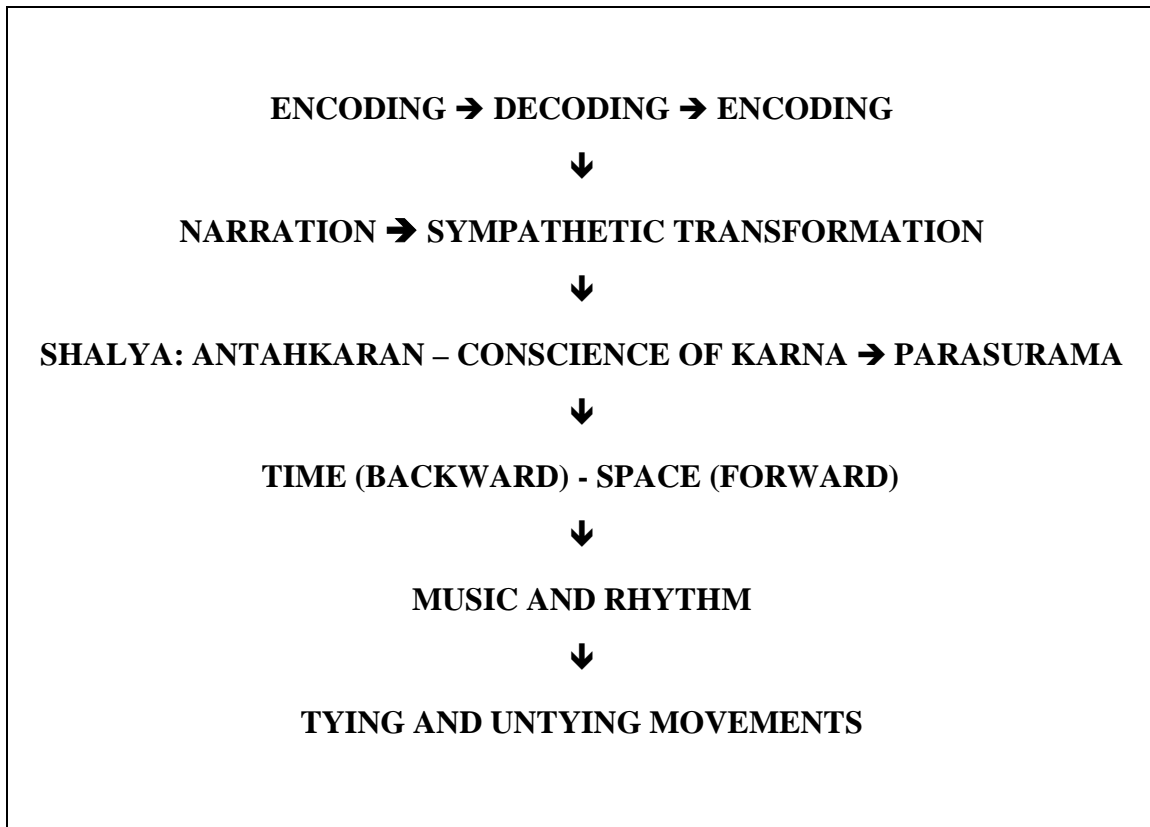 ENCODING ➔ DECODING ➔ ENCODING
↓
NARRATION ➔ SYMPATHETIC TRANSFORMATION
↓
SHALYA: ANTAHKARAN – CONSCIENCE OF KARNA ➔ PARASURAMA
↓
TIME (BACKWARD) - SPACE (FORWARD)
↓
MUSIC AND RHYTHM
↓
TYING AND UNTYING MOVEMENTS